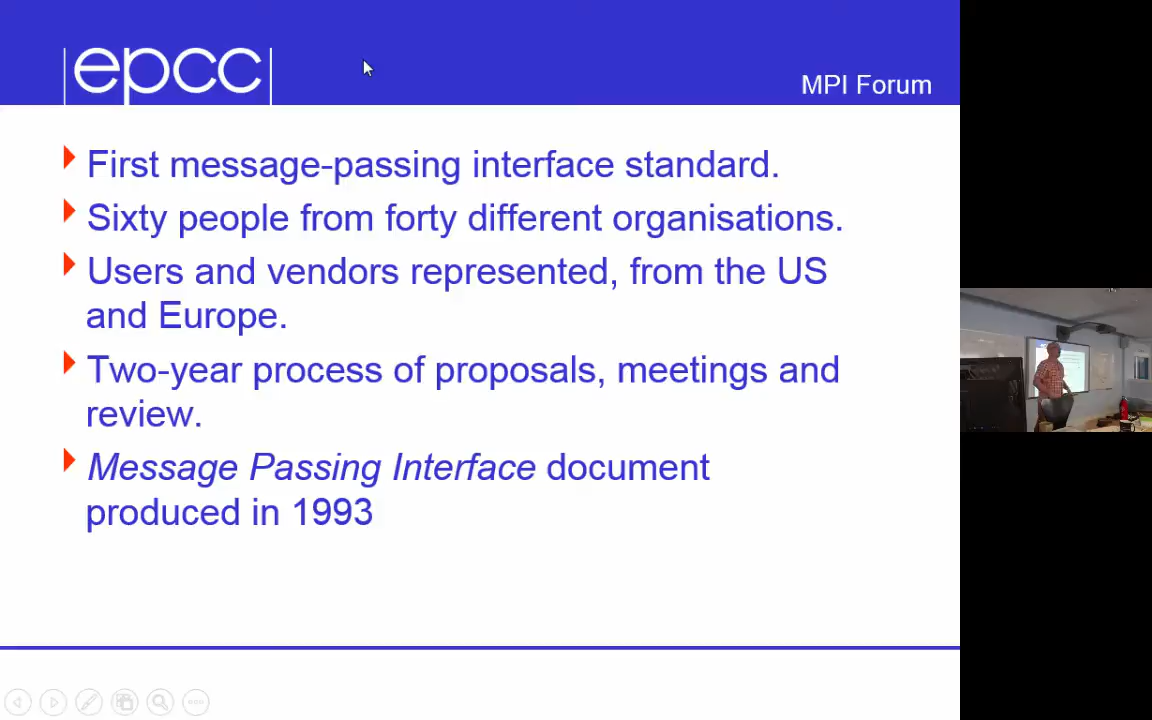 epcc
MPI Forum
First message-passing interface standard.
Sixty people from forty different organisations.
Users and vendors represented, from the US
and Europe.
Two-year process of proposals, meetings and
review.
Message Passing Interface document
produced in 1993